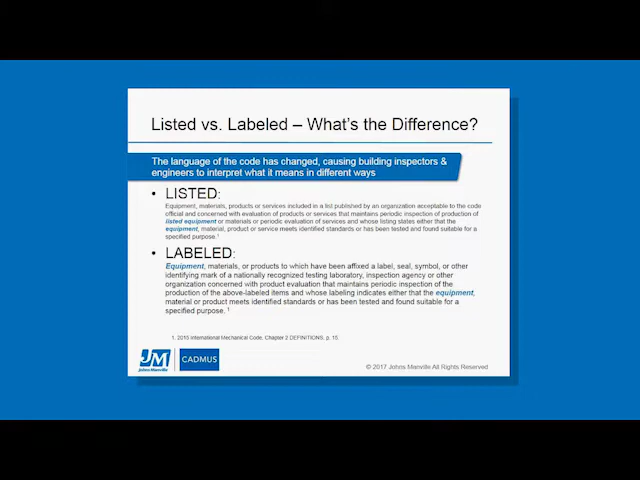 Listed vs. Labeled – What's the Difference?
The language of the code has changed, causing building inspectors &
engineers to interpret what it means in different ways
• LISTED:
Equipment, materials, products or services included in a list published by an organization acceptable to the code
official and concerned with evaluation of products or services that maintains periodic inspection of production of
listed equipment or materials or periodic evaluation of services and whose listing states either that the
equipment, material, product or service meets identified standards or has been tested and found suitable for a
specified purpose.¹
• LABELED:
Equipment, materials, or products to which have been affixed a label, seal, symbol, or other
identifying mark of a nationally recognized testing laboratory, inspection agency or other
organization concerned with product evaluation that maintains periodic inspection of the
production of the above-labeled items and whose labeling indicates either that the equipment,
material or product meets identified standards or has been tested and found suitable for a
specified purpose. ¹
1. 2015 International Mechanical Code, Chapter 2 DEFINITIONS, p. 15.
JM
Johns Manville
CADMUS
© 2017 Johns Manville All Rights Reserved